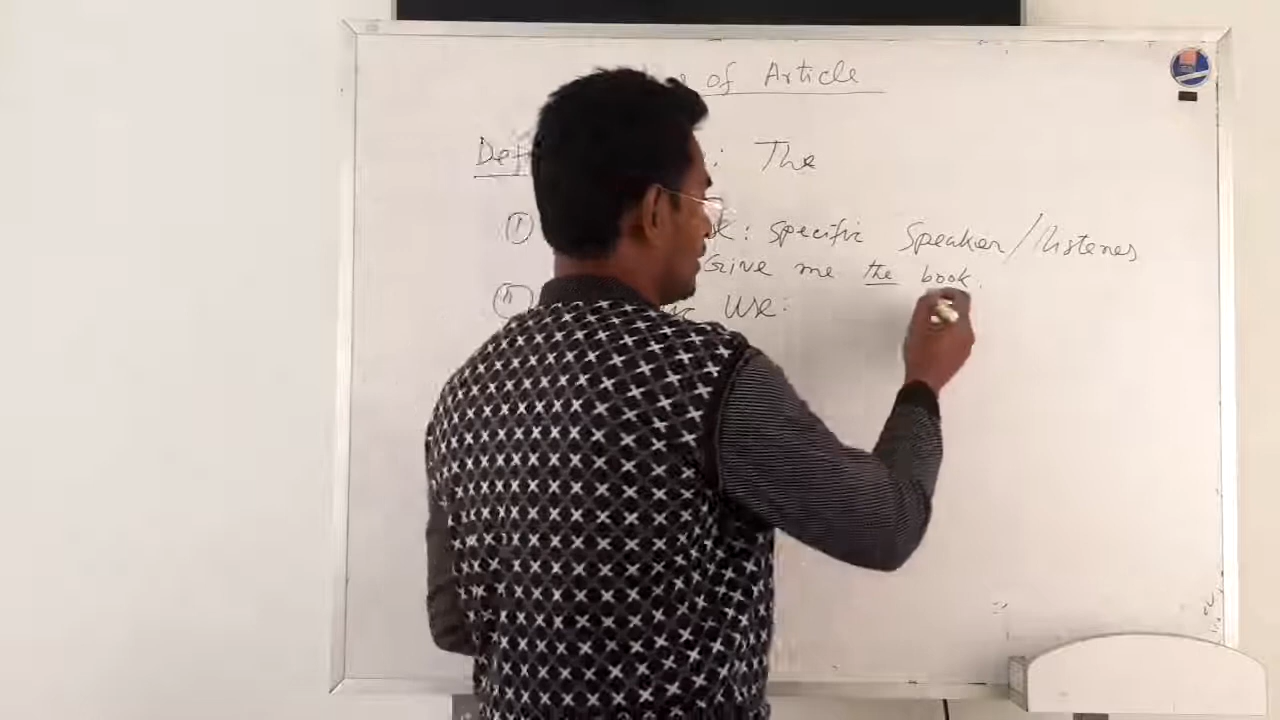 of Article
The
: specific Speaker/listener
Give me the book.
Use: